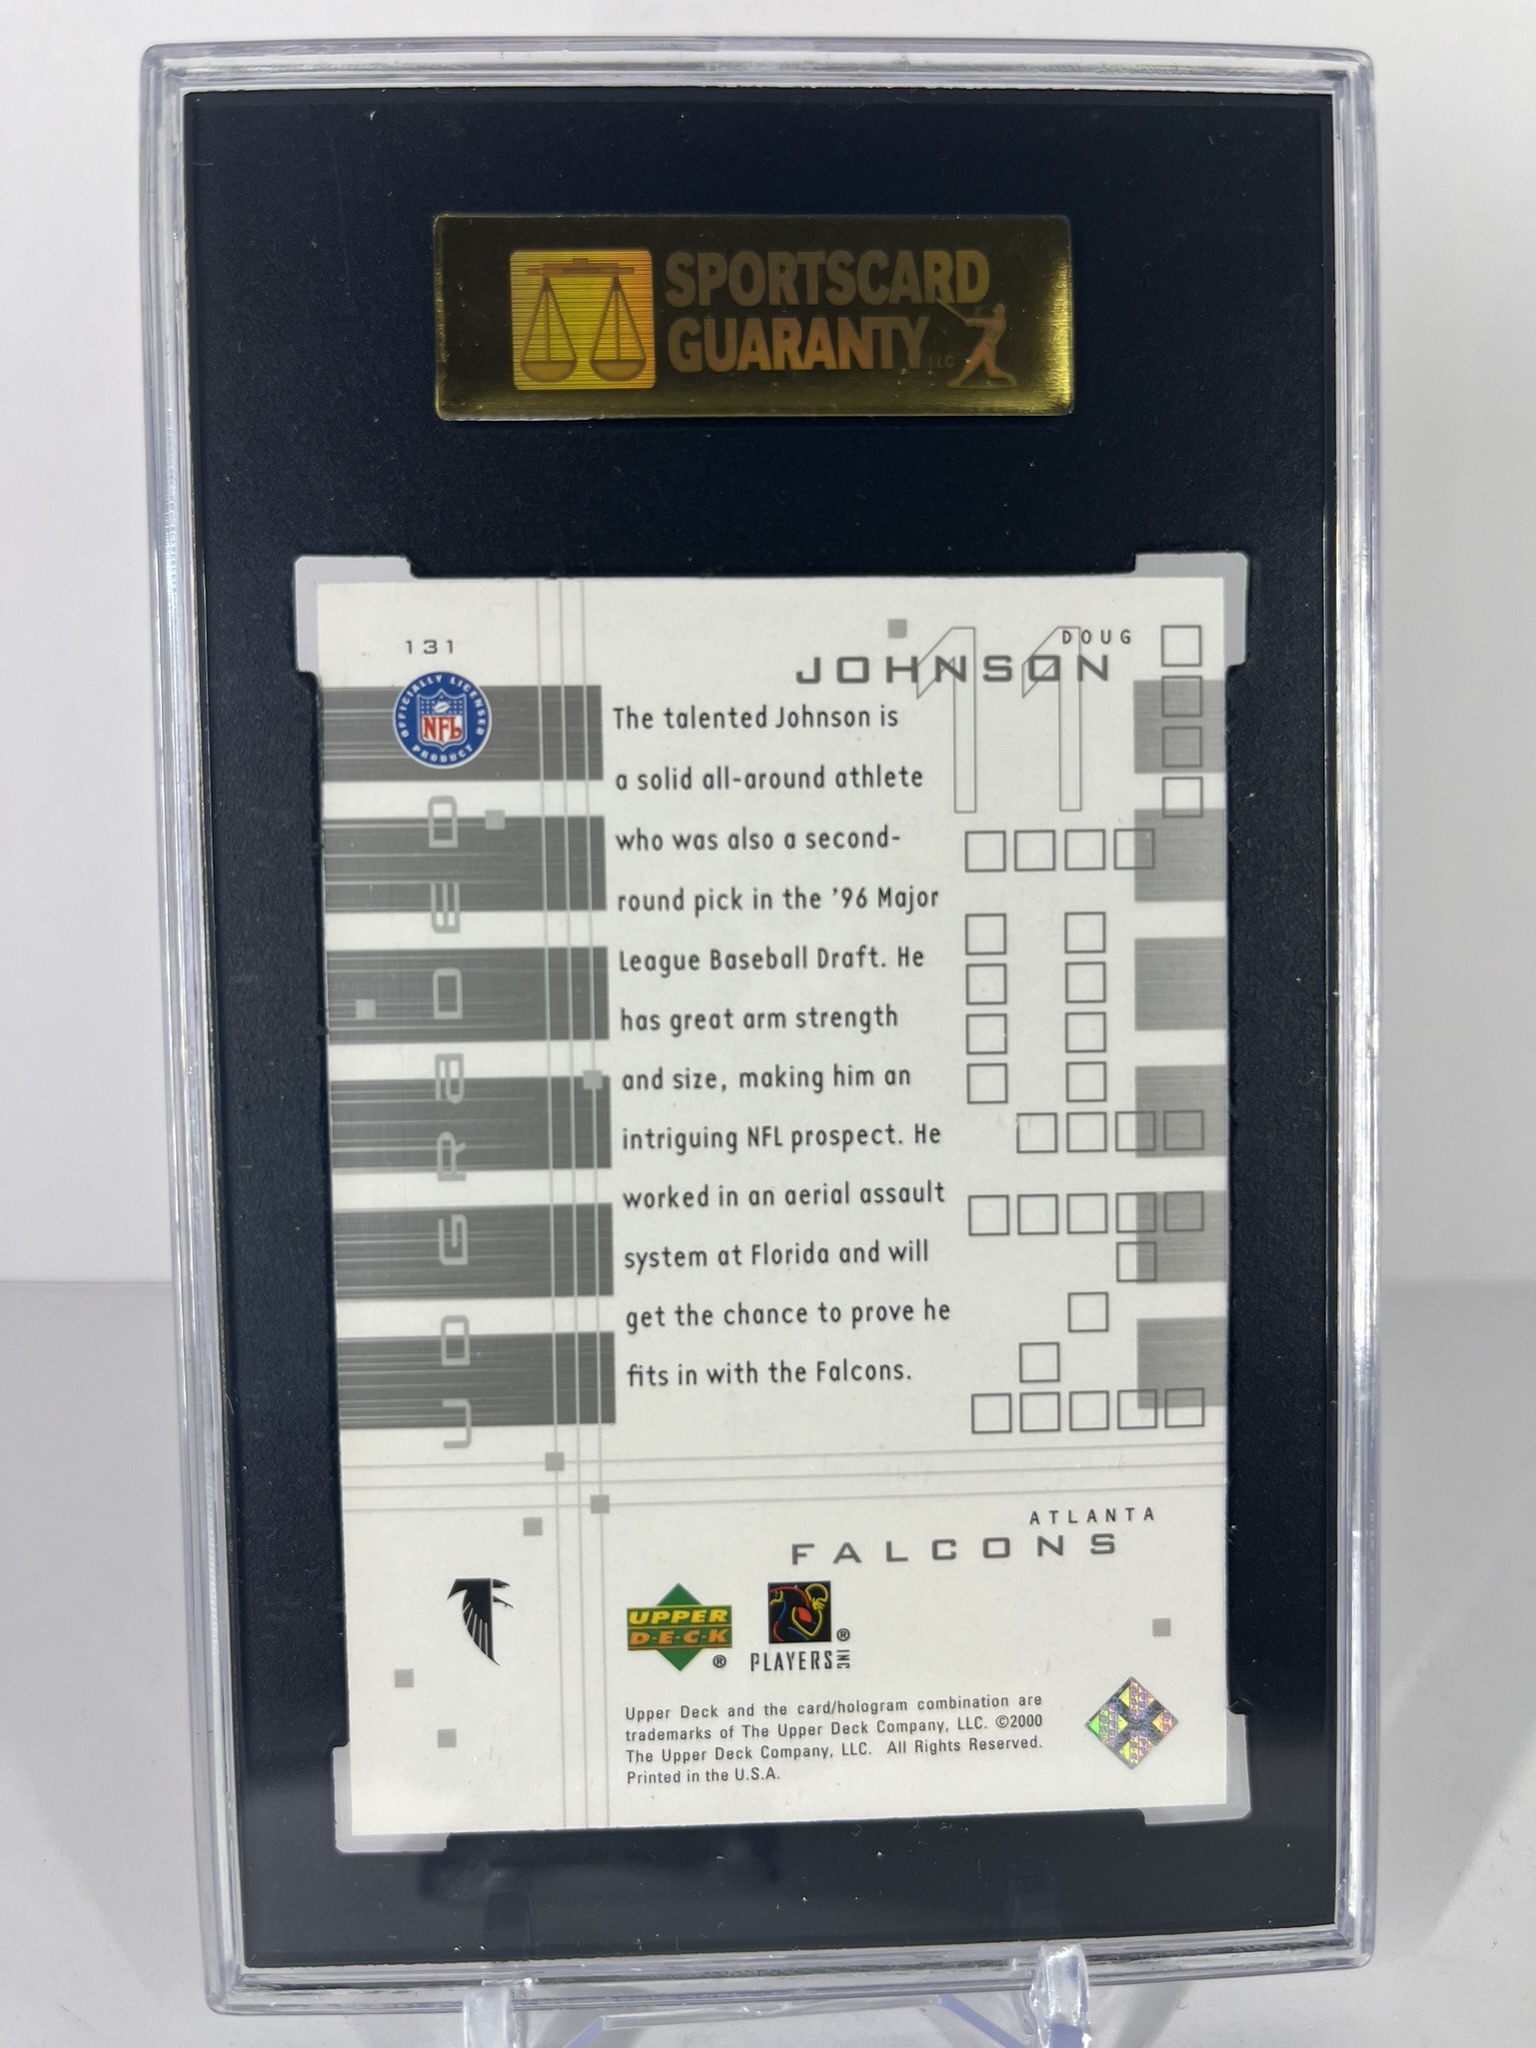 SPORTSCARD
GUARANTY LLC
131
DOUG
JOHNSON
11
OFFICIALLY LICENSED
NFL
PRODUCT
UD GRADED
The talented Johnson is
a solid all-around athlete
who was also a second-
round pick in the '96 Major
League Baseball Draft. He
has great arm strength
and size, making him an
intriguing NFL prospect. He
worked in an aerial assault
system at Florida and will
get the chance to prove he
fits in with the Falcons.
ATLANTA
FALCONS
UPPER
D·E·C·K
®
PLAYERS INC
®
Upper Deck and the card/hologram combination are
trademarks of The Upper Deck Company, LLC. ©2000
The Upper Deck Company, LLC. All Rights Reserved.
Printed in the U.S.A.